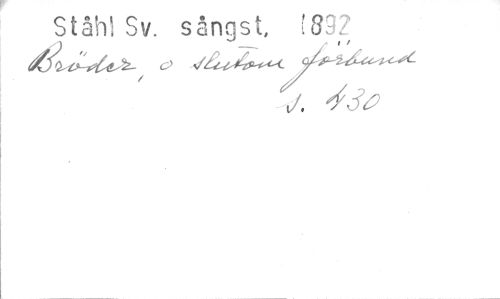 Ståhl Sv. sångst, 1892
Bröder, o slutom förbund
s. 430